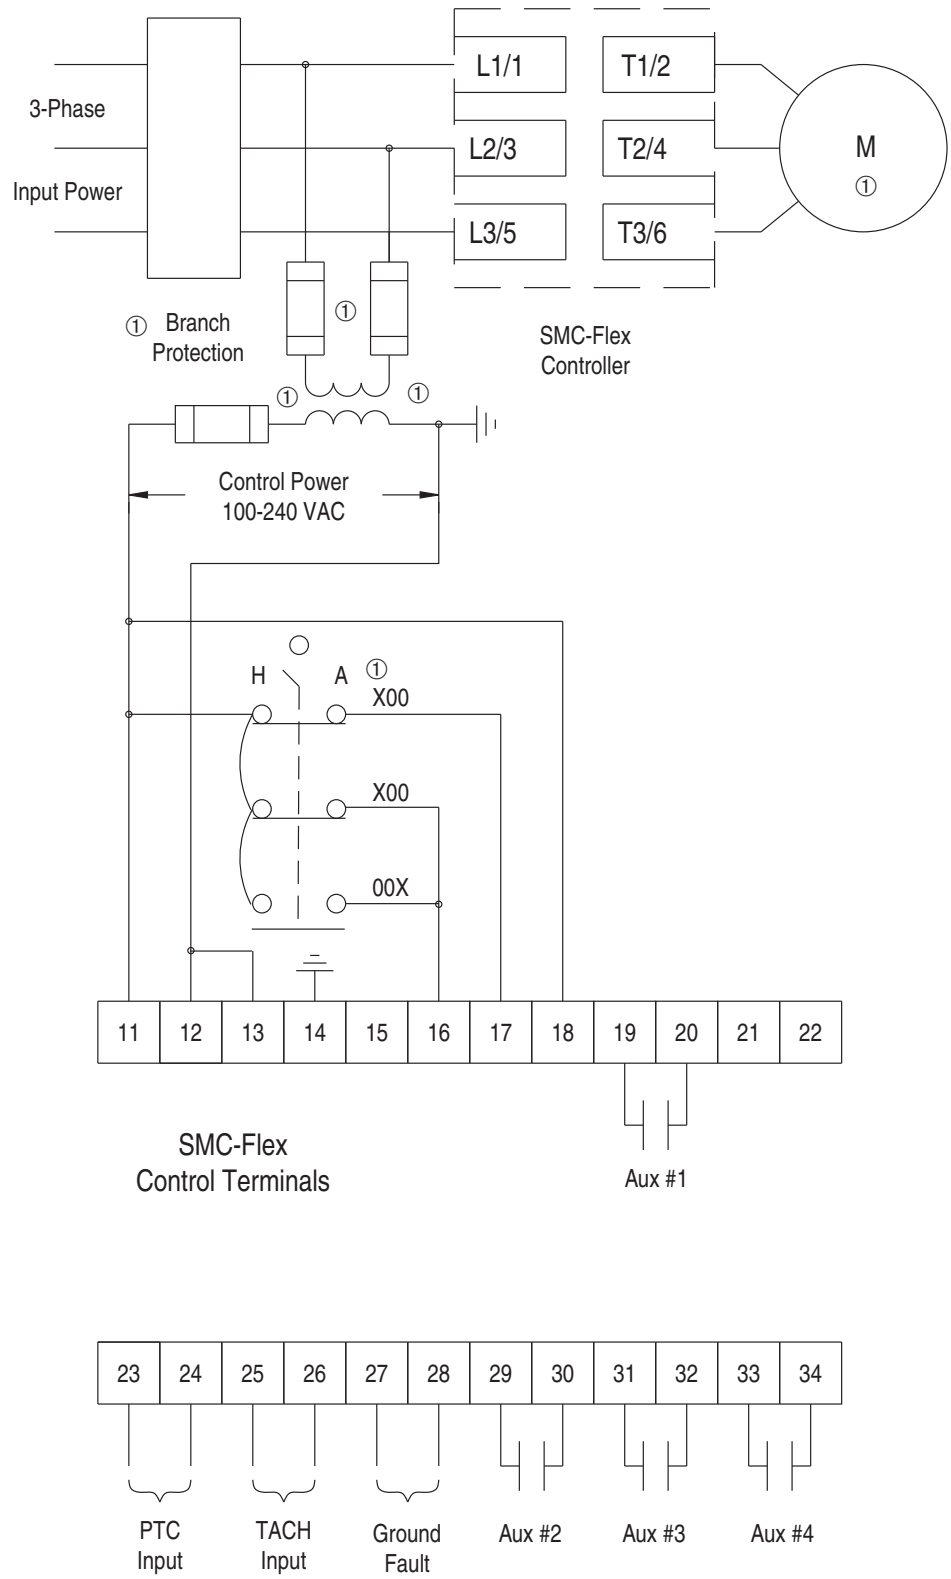 L1/1 T1/2
3-Phase
L2/3 T2/4 M
Input Power ①
L3/5 T3/6
① Branch
Protection
①
SMC-Flex
Controller
① ①
Control Power
100-240 VAC
H A ①
X00
X00
00X
11 12 13 14 15 16 17 18 19 20 21 22
SMC-Flex
Control Terminals
Aux #1
23 24 25 26 27 28 29 30 31 32 33 34
PTC
Input
TACH
Input
Ground
Fault
Aux #2
Aux #3
Aux #4